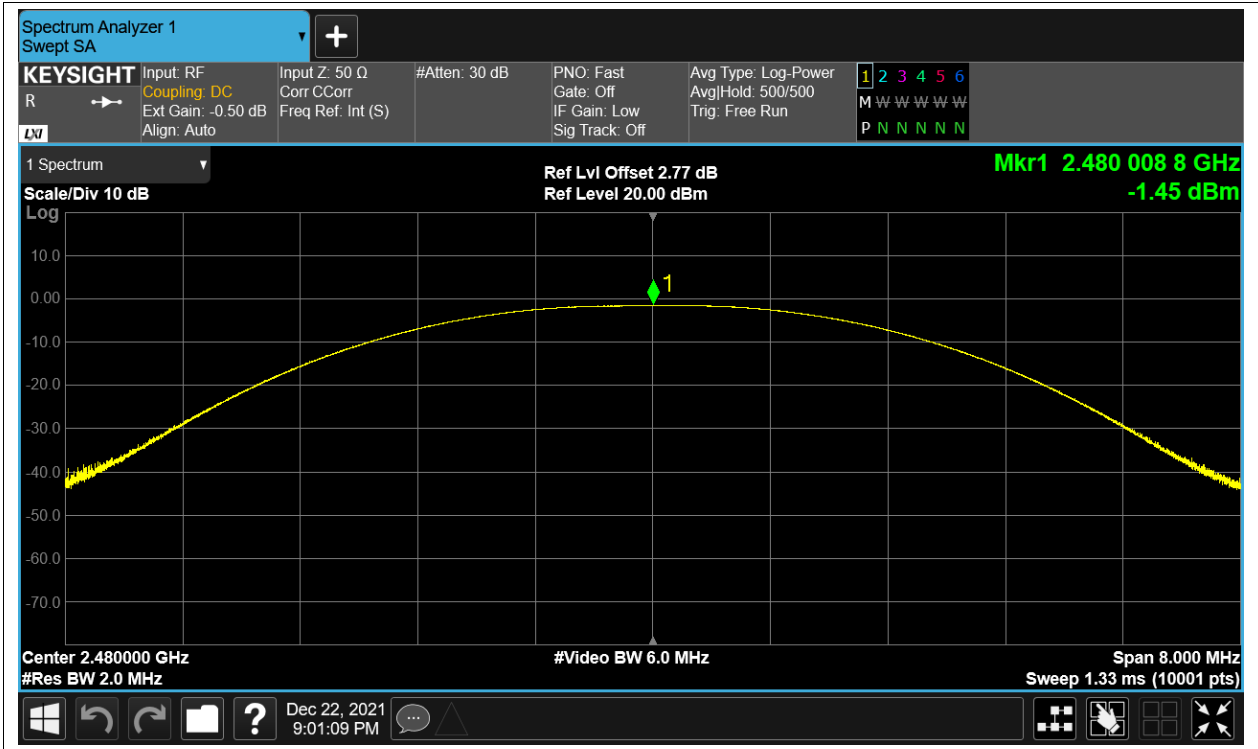 Spectrum Analyzer 1
Swept SA
+
KEYSIGHT
R
LXI
Input: RF
Coupling: DC
Ext Gain: -0.50 dB
Align: Auto
Input Z: 50 Ω
Corr CCorr
Freq Ref: Int (S)
#Atten: 30 dB
PNO: Fast
Gate: Off
IF Gain: Low
Sig Track: Off
Avg Type: Log-Power
Avg|Hold: 500/500
Trig: Free Run
1 2 3 4 5 6
M W W W W W
P N N N N N
1 Spectrum
Scale/Div 10 dB
Log
Ref Lvl Offset 2.77 dB
Ref Level 20.00 dBm
Mkr1 2.480 008 8 GHz
-1.45 dBm
10.0
0.00
-10.0
-20.0
-30.0
-40.0
-50.0
-60.0
-70.0
1
Center 2.480000 GHz
#Res BW 2.0 MHz
#Video BW 6.0 MHz
Span 8.000 MHz
Sweep 1.33 ms (10001 pts)
?
Dec 22, 2021
9:01:09 PM